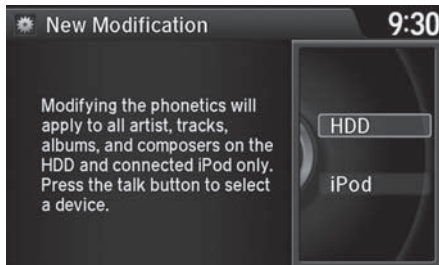 New Modification
9:30
Modifying the phonetics will
apply to all artist, tracks,
albums, and composers on the
HDD and connected iPod only.
Press the talk button to select
a device.
HDD
iPod